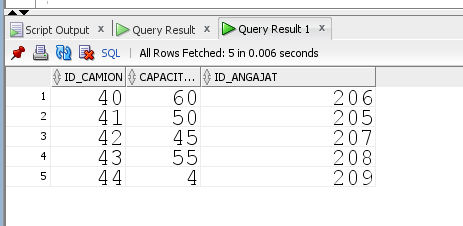 Script Output x Query Result x Query Result 1 x
SQL | All Rows Fetched: 5 in 0.006 seconds
ID_CAMION CAPACIT... ID_ANGAJAT
1 40 60 206
2 41 50 205
3 42 45 207
4 43 55 208
5 44 4 209